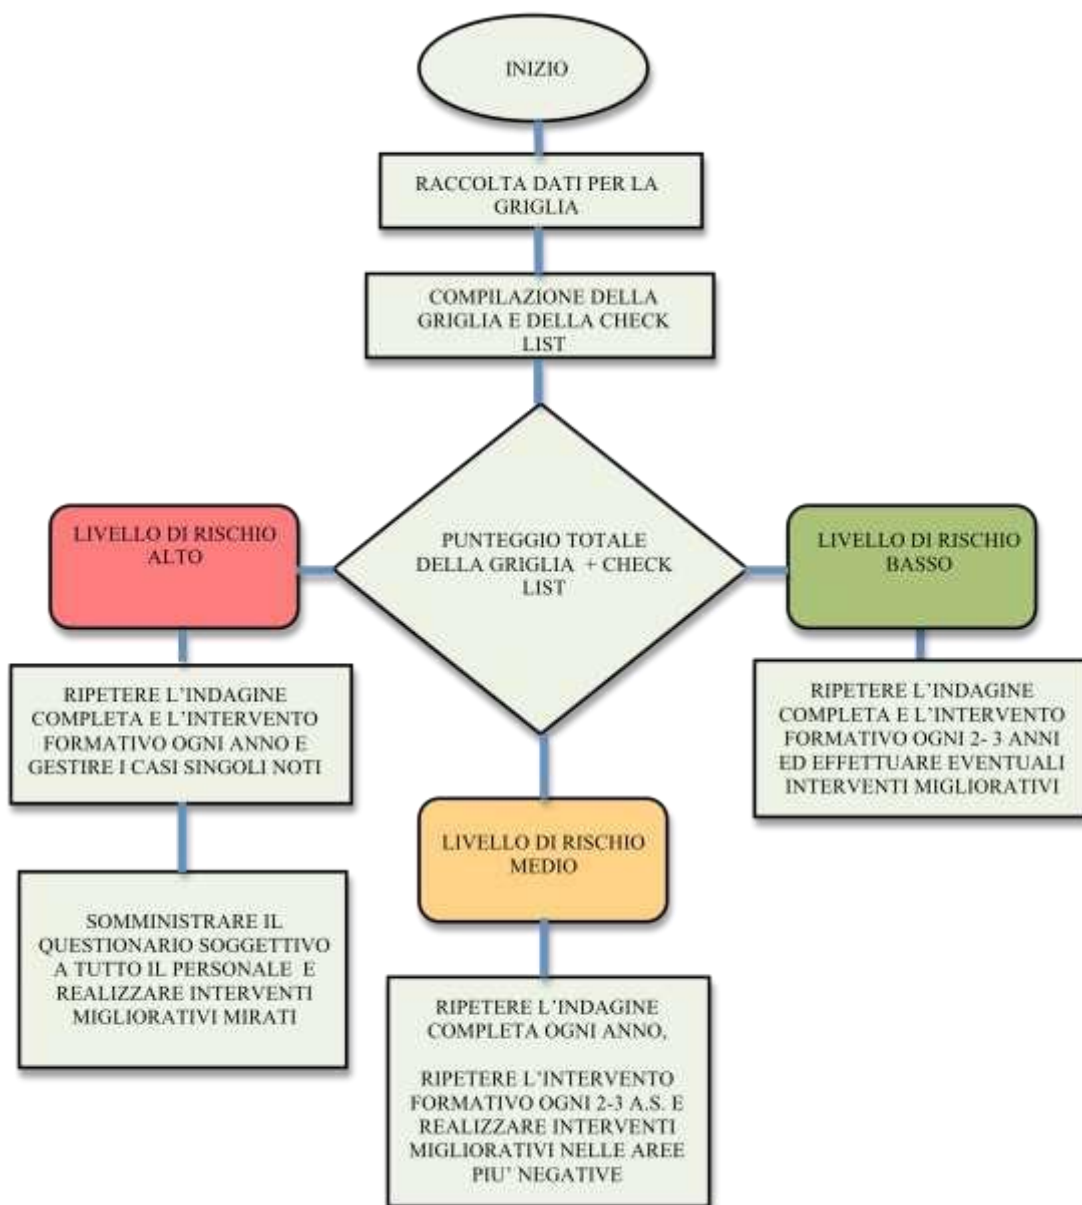 INIZIO
RACCOLTA DATI PER LA
GRIGLIA
COMPILAZIONE DELLA
GRIGLIA E DELLA CHECK
LIST
PUNTEGGIO TOTALE
DELLA GRIGLIA + CHECK
LIST
LIVELLO DI RISCHIO
ALTO
RIPETERE L’INDAGINE
COMPLETA E L’INTERVENTO
FORMATIVO OGNI ANNO E
GESTIRE I CASI SINGOLI NOTI
SOMMINISTRARE IL
QUESTIONARIO SOGGETTIVO
A TUTTO IL PERSONALE E
REALIZZARE INTERVENTI
MIGLIORATIVI MIRATI
LIVELLO DI RISCHIO
MEDIO
RIPETERE L’INDAGINE
COMPLETA OGNI ANNO,
RIPETERE L’INTERVENTO
FORMATIVO OGNI 2-3 A.S. E
REALIZZARE INTERVENTI
MIGLIORATIVI NELLE AREE
PIU’ NEGATIVE
LIVELLO DI RISCHIO
BASSO
RIPETERE L’INDAGINE
COMPLETA E L’INTERVENTO
FORMATIVO OGNI 2- 3 ANNI
ED EFFETTUARE EVENTUALI
INTERVENTI MIGLIORATIVI